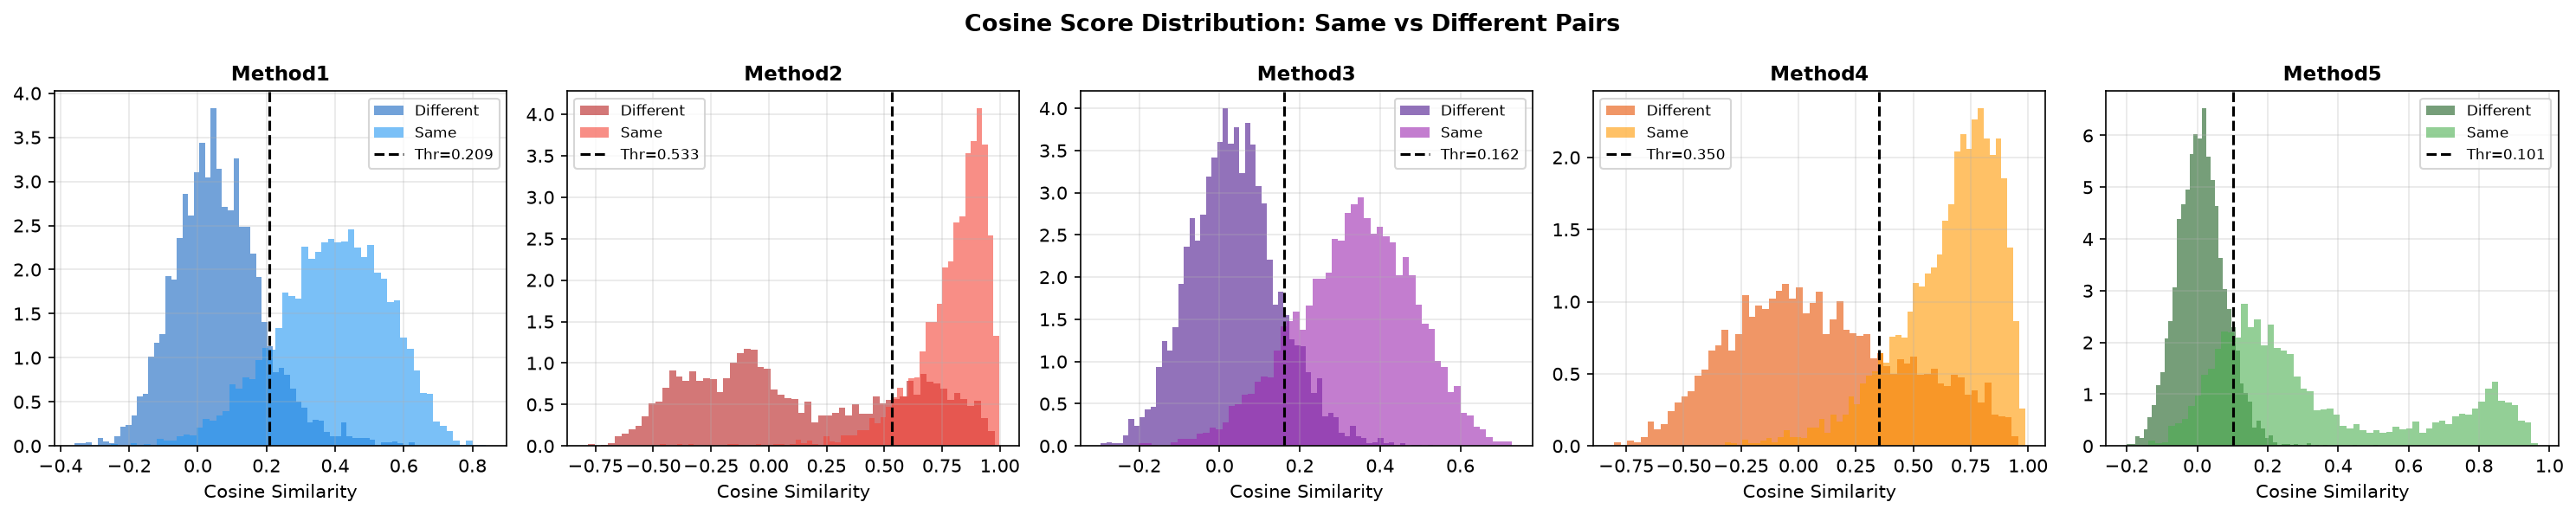 Cosine Score Distribution: Same vs Different Pairs
Method1
Different
Same
Thr=0.209
4.0
3.5
3.0
2.5
2.0
1.5
1.0
0.5
0.0
−0.4 −0.2 0.0 0.2 0.4 0.6 0.8
Cosine Similarity
Method2
Different
Same
Thr=0.533
4.0
3.5
3.0
2.5
2.0
1.5
1.0
0.5
0.0
−0.75 −0.50 −0.25 0.00 0.25 0.50 0.75 1.00
Cosine Similarity
Method3
Different
Same
Thr=0.162
4.0
3.5
3.0
2.5
2.0
1.5
1.0
0.5
0.0
−0.2 0.0 0.2 0.4 0.6
Cosine Similarity
Method4
Different
Same
Thr=0.350
2.0
1.5
1.0
0.5
0.0
−0.75 −0.50 −0.25 0.00 0.25 0.50 0.75 1.00
Cosine Similarity
Method5
Different
Same
Thr=0.101
6
5
4
3
2
1
0
−0.2 0.0 0.2 0.4 0.6 0.8 1.0
Cosine Similarity